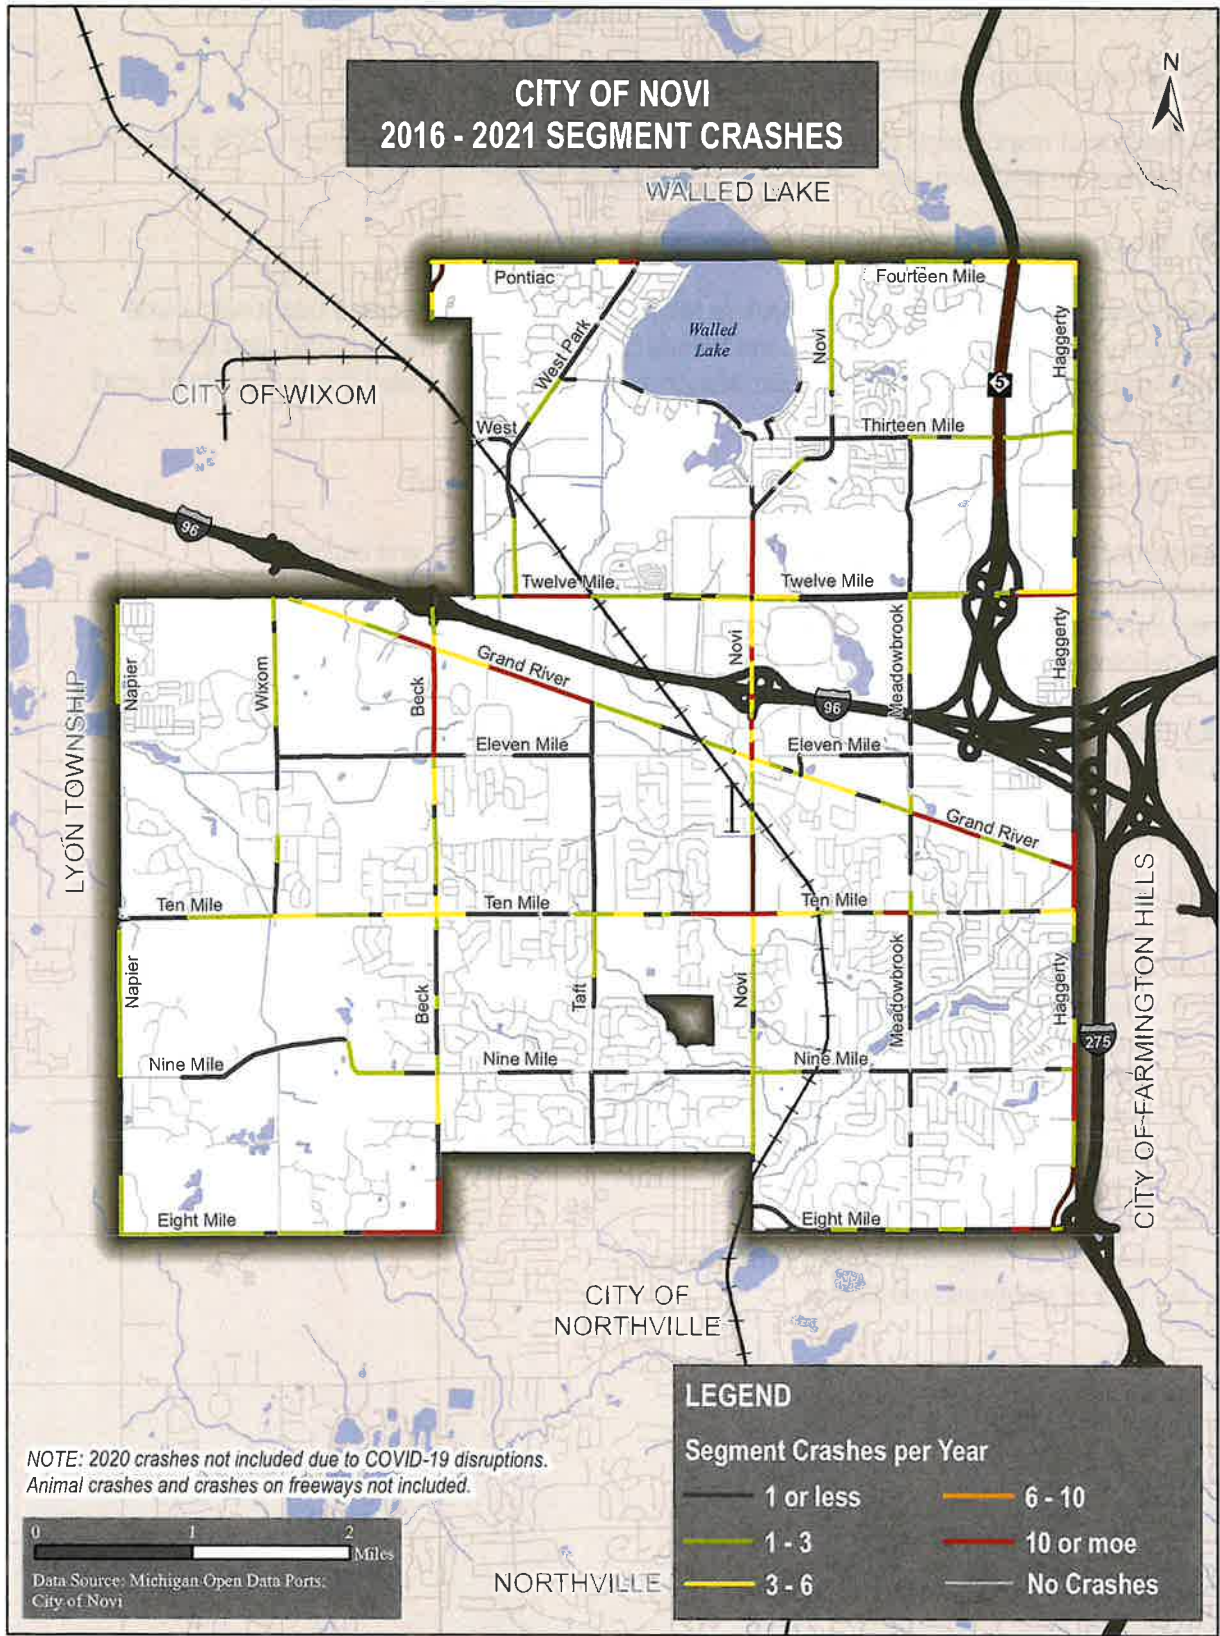 CITY OF NOVI
2016 - 2021 SEGMENT CRASHES
N
WALLED LAKE
Pontiac
Fourteen Mile
West Park
Walled
Lake
Novi
Haggerty
5
CITY OF WIXOM
West
Thirteen Mile
96
Twelve Mile
Twelve Mile
Napier
Wixom
Beck
Grand River
Novi
Meadowbrook
Haggerty
96
LYON TOWNSHIP
Eleven Mile
Eleven Mile
Grand River
Ten Mile
Ten Mile
Ten Mile
CITY OF FARMINGTON HILLS
Napier
Beck
Taft
Novi
Meadowbrook
Haggerty
275
Nine Mile
Nine Mile
Nine Mile
Eight Mile
Eight Mile
CITY OF
NORTHVILLE
LEGEND
Segment Crashes per Year
1 or less
6 - 10
1 - 3
10 or moe
3 - 6
No Crashes
NOTE: 2020 crashes not included due to COVID-19 disruptions.
Animal crashes and crashes on freeways not included.
0 1 2
Miles
Data Source: Michigan Open Data Ports:
City of Novi
NORTHVILLE